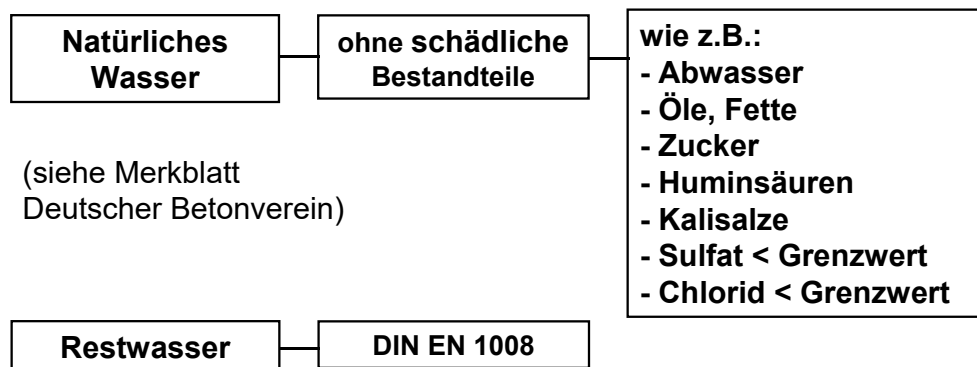 Natürliches
Wasser
ohne schädliche
Bestandteile
wie z.B.:
- Abwasser
- Öle, Fette
- Zucker
- Huminsäuren
- Kalisalze
- Sulfat < Grenzwert
- Chlorid < Grenzwert
(siehe Merkblatt
Deutscher Betonverein)
Restwasser
DIN EN 1008